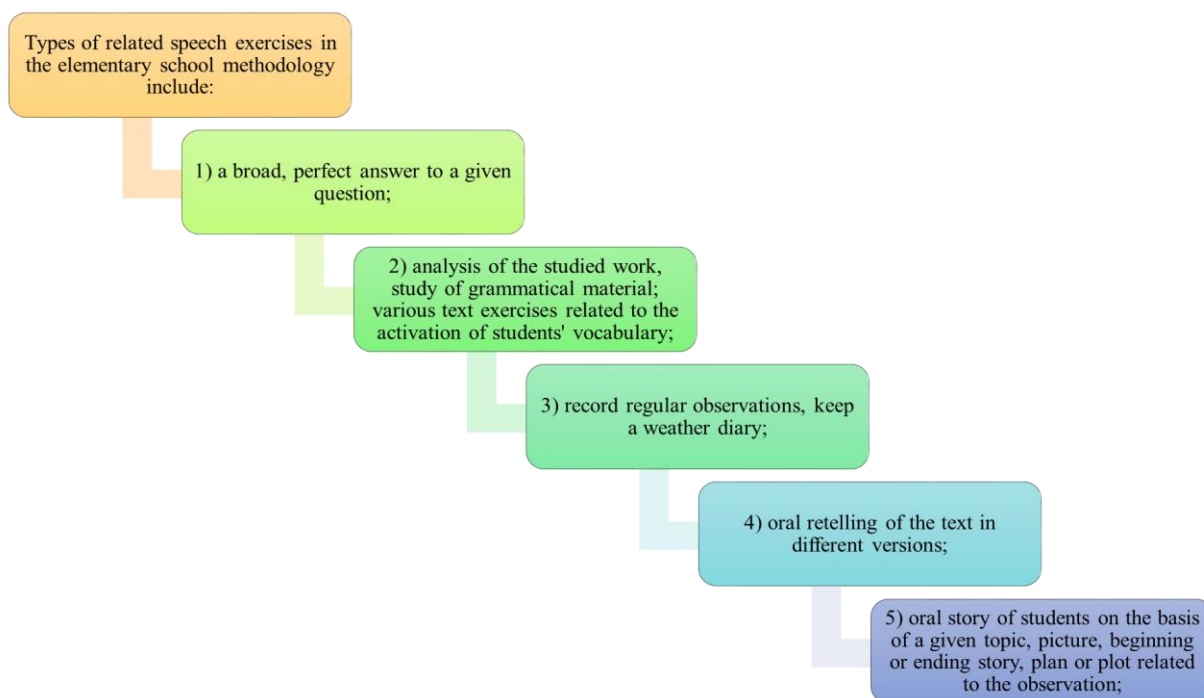 Types of related speech exercises in
the elementary school methodology
include:
1) a broad, perfect answer to a given
question;
2) analysis of the studied work,
study of grammatical material;
various text exercises related to the
activation of students' vocabulary;
3) record regular observations, keep
a weather diary;
4) oral retelling of the text in
different versions;
5) oral story of students on the basis
of a given topic, picture, beginning
or ending story, plan or plot related
to the observation;